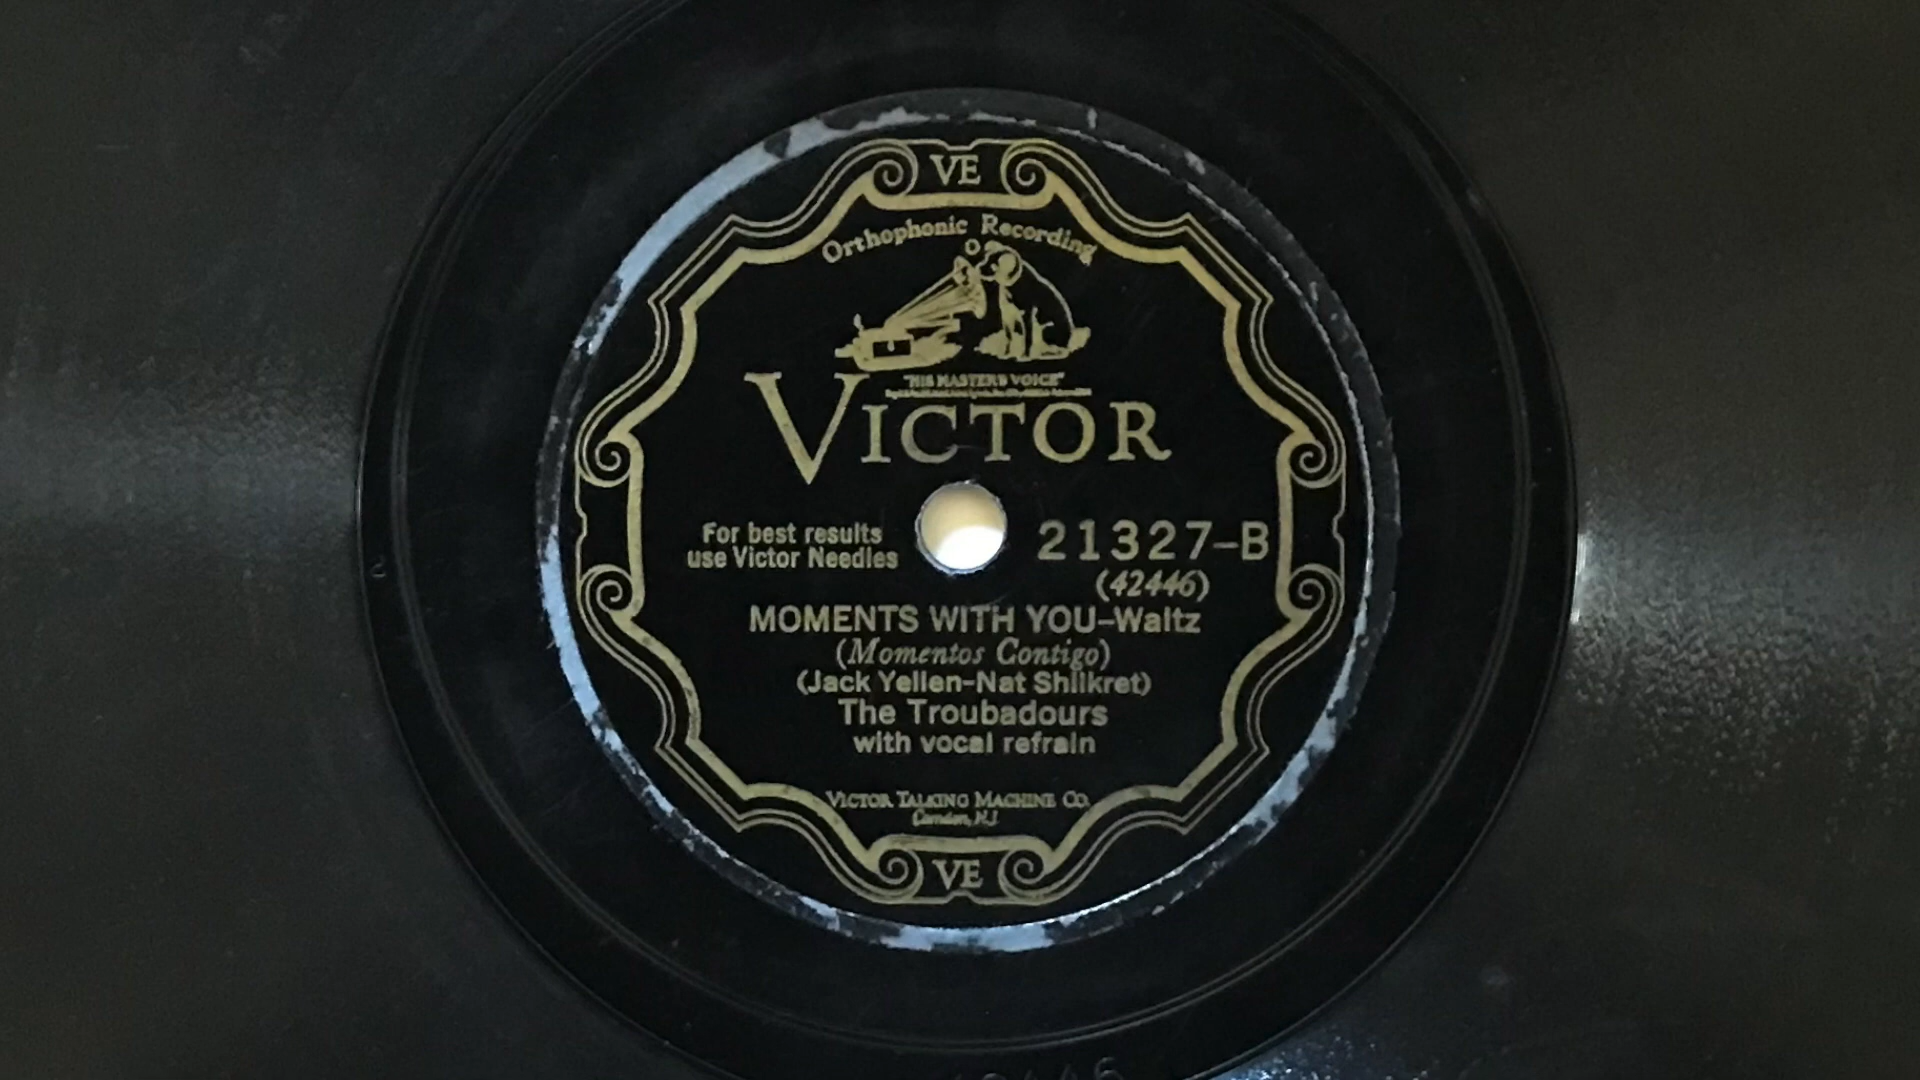 VE
Orthophonic Recording
"HIS MASTER'S VOICE"
VICTOR
For best results
use Victor Needles
21327-B
(42446)
MOMENTS WITH YOU-Waltz
(Momentos Contigo)
(Jack Yellen-Nat Shilkret)
The Troubadours
with vocal refrain
VICTOR TALKING MACHINE CO.
Camden, N.J.
VE